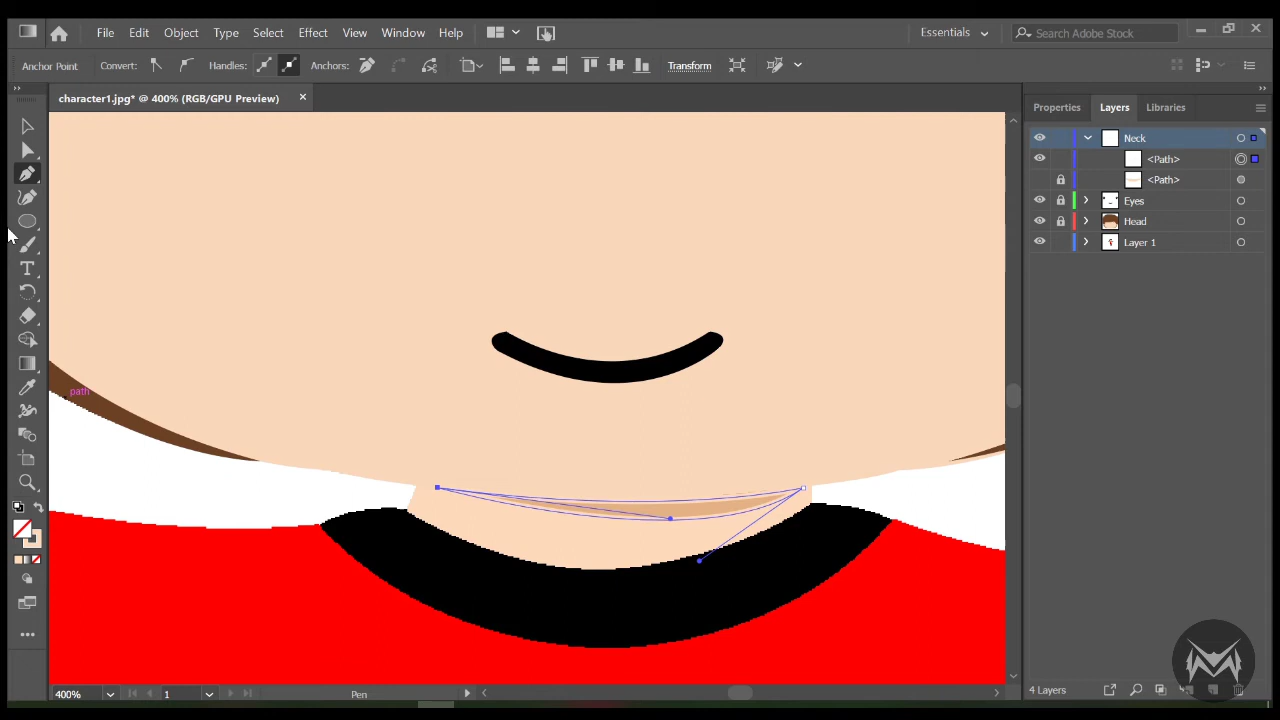 File Edit Object Type Select Effect View Window Help Essentials Search Adobe Stock
Anchor Point Convert: Handles: Anchors: Transform
character1.jpg* @ 400% (RGB/GPU Preview) × Properties Layers Libraries
Neck
<Path>
<Path>
Eyes
Head
Layer 1
path
400% 1 Pen 4 Layers